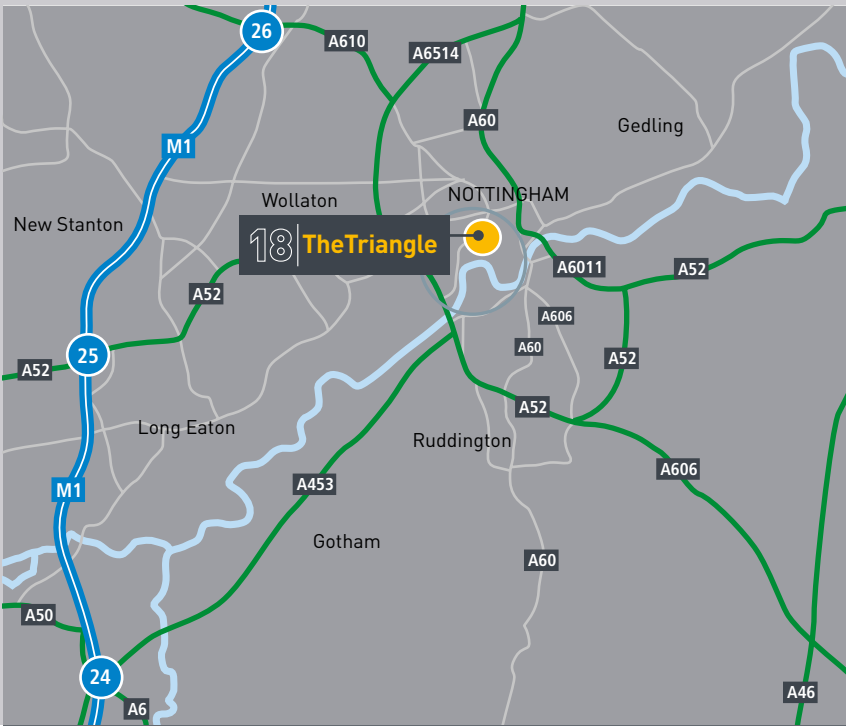 26
A610
A6514
A60
Gedling
M1
NOTTINGHAM
Wollaton
New Stanton
18 TheTriangle
A6011
A52
A52
A606
A60
25
A52
A52
A52
Long Eaton
Ruddington
A606
M1
A453
Gotham
A60
A50
24
A46
A6